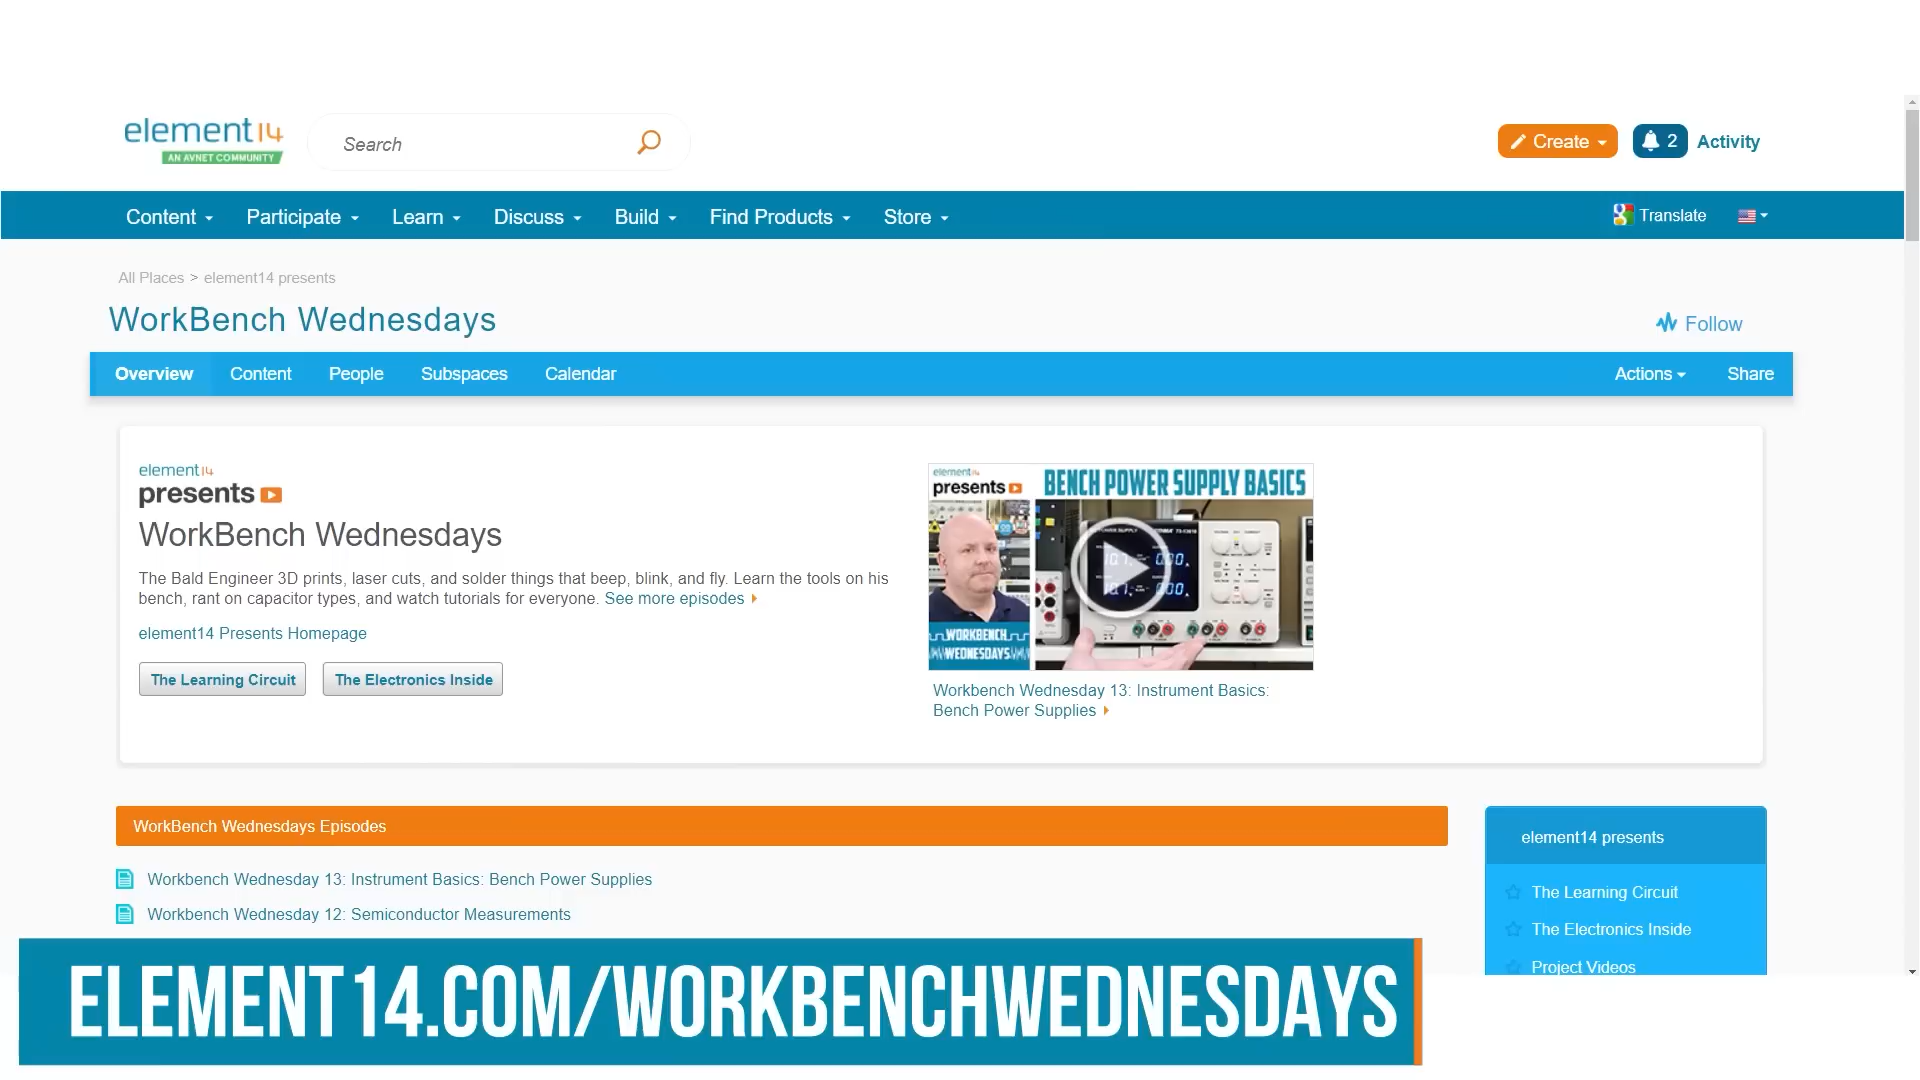 element14
AN AVNET COMMUNITY
Search
Create
2
Activity
Content
Participate
Learn
Discuss
Build
Find Products
Store
Translate
All Places > element14 presents
WorkBench Wednesdays
Follow
Overview
Content
People
Subspaces
Calendar
Actions
Share
element14
presents
WorkBench Wednesdays
The Bald Engineer 3D prints, laser cuts, and solder things that beep, blink, and fly. Learn the tools on his
bench, rant on capacitor types, and watch tutorials for everyone. See more episodes
element14 Presents Homepage
The Learning Circuit
The Electronics Inside
element14
presents
BENCH POWER SUPPLY BASICS
WORKBENCH
WEDNESDAYS
Workbench Wednesday 13: Instrument Basics:
Bench Power Supplies
WorkBench Wednesdays Episodes
Workbench Wednesday 13: Instrument Basics: Bench Power Supplies
Workbench Wednesday 12: Semiconductor Measurements
element14 presents
The Learning Circuit
The Electronics Inside
Project Videos
ELEMENT14.COM/WORKBENCHWEDNESDAYS